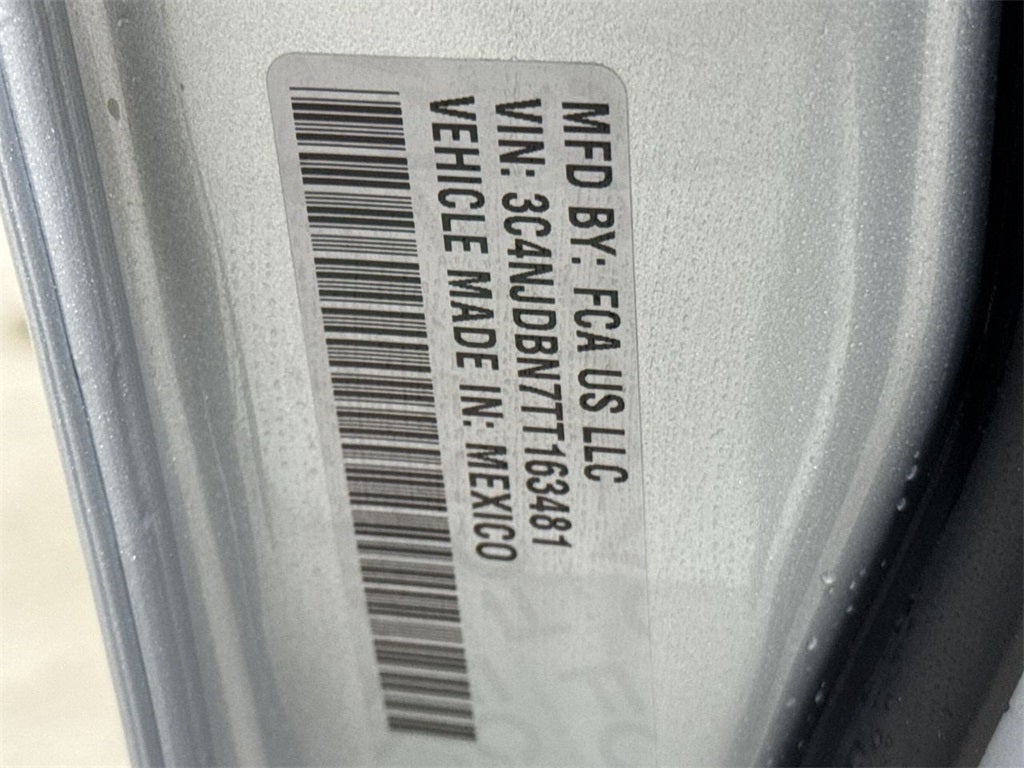 MFD BY: FCA US LLC
VIN: 3C4NJDBN7TT163481
VEHICLE MADE IN: MEXICO